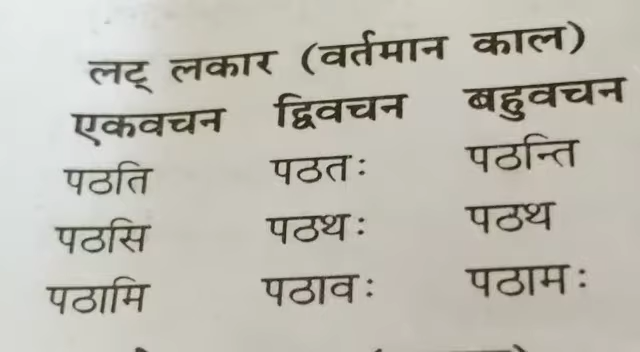 लट् लकार (वर्तमान काल)
एकवचन द्विवचन बहुवचन
पठति पठतः पठन्ति
पठसि पठथः पठथ
पठामि पठावः पठामः